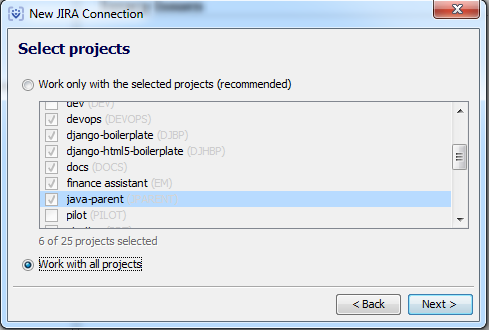 New JIRA Connection
Select projects
Work only with the selected projects (recommended)
dev (DEV)
devops (DEVOPS)
django-boilerplate (DJBP)
django-html5-boilerplate (DJHBP)
docs (DOCS)
finance assistant (EM)
java-parent
pilot (PILOT)
6 of 25 projects selected
Work with all projects
< Back
Next >